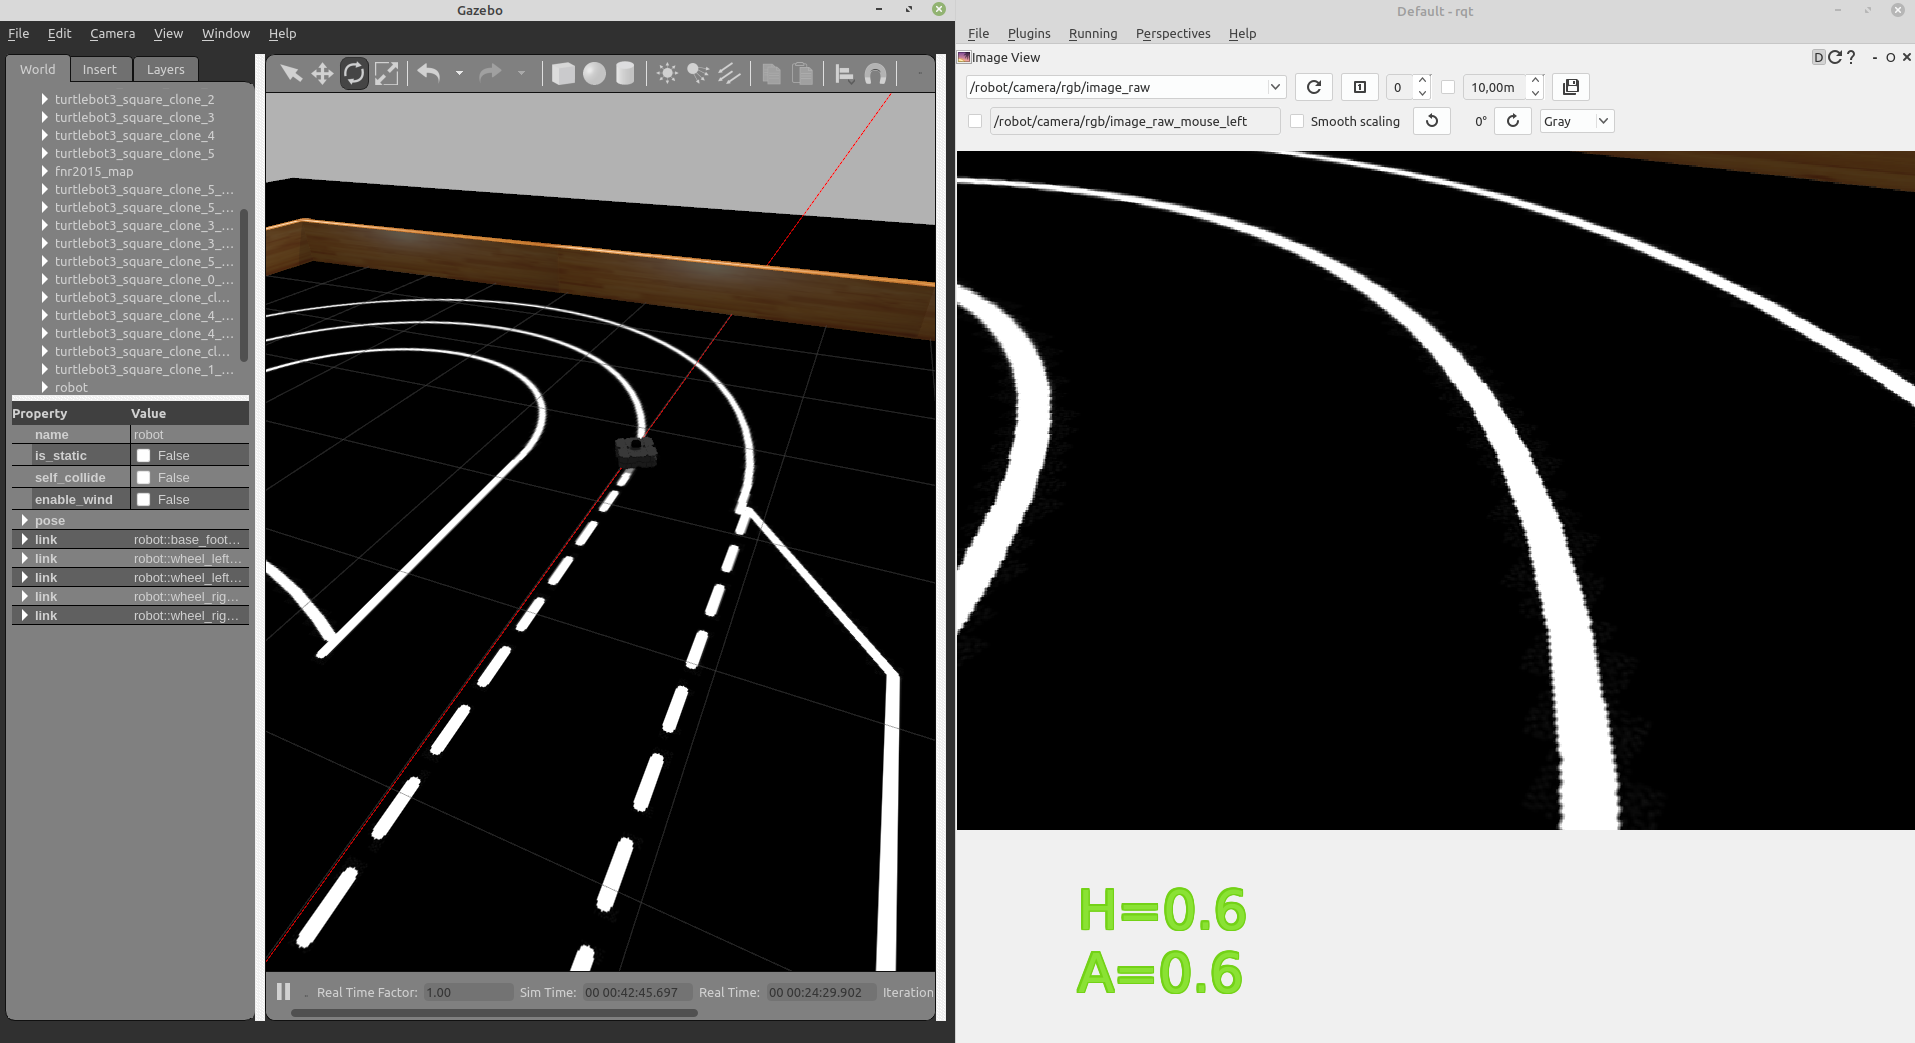 Gazebo
File Edit Camera View Window Help
World Insert Layers
turtlebot3_square_clone_2
turtlebot3_square_clone_3
turtlebot3_square_clone_4
turtlebot3_square_clone_5
fnr2015_map
turtlebot3_square_clone_5_...
turtlebot3_square_clone_5_...
turtlebot3_square_clone_3_...
turtlebot3_square_clone_3_...
turtlebot3_square_clone_5_...
turtlebot3_square_clone_0_...
turtlebot3_square_clone_cl...
turtlebot3_square_clone_4_...
turtlebot3_square_clone_4_...
turtlebot3_square_clone_cl...
turtlebot3_square_clone_1_...
robot
Property Value
name robot
is_static False
self_collide False
enable_wind False
pose
link robot::base_foot...
link robot::wheel_left...
link robot::wheel_left...
link robot::wheel_rig...
link robot::wheel_rig...
Real Time Factor: 1.00 Sim Time: 00 00:42:45.697 Real Time: 00 00:24:29.902 Iteration
Default - rqt
File Plugins Running Perspectives Help
Image View D ? - O
/robot/camera/rgb/image_raw 0 10,00m
/robot/camera/rgb/image_raw_mouse_left Smooth scaling 0° Gray
H=0.6
A=0.6